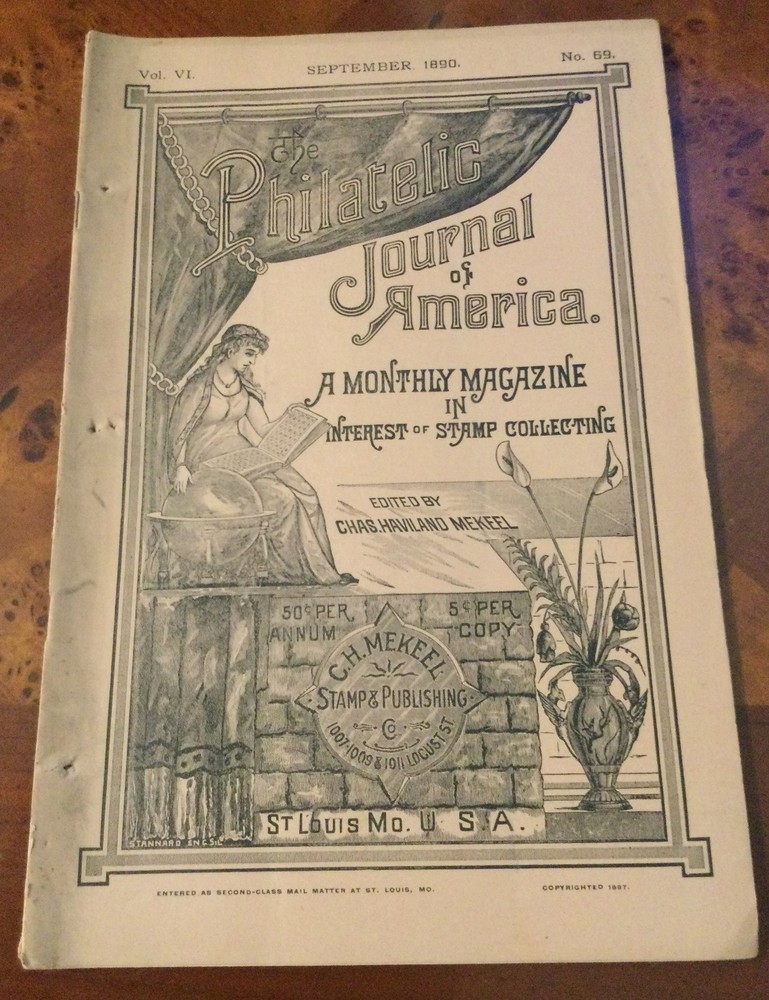 Vol. VI.
SEPTEMBER. 1890.
No. 69.
The
Philatelic
Journal
of
America.
A MONTHLY MAGAZINE
IN
INTEREST OF STAMP COLLECTING
EDITED BY
CHAS. HAVILAND MEKEEL
50¢ PER
ANNUM
5¢ PER
COPY
C.H. MEKEEL
STAMP & PUBLISHING
Co
1007-1009 & 1011 LOCUST ST
ST LOUIS MO. U S.A.
STANNARD ENG StL
ENTERED AS SECOND-CLASS MAIL MATTER AT ST. LOUIS, MO.
COPYRIGHTED 1887.